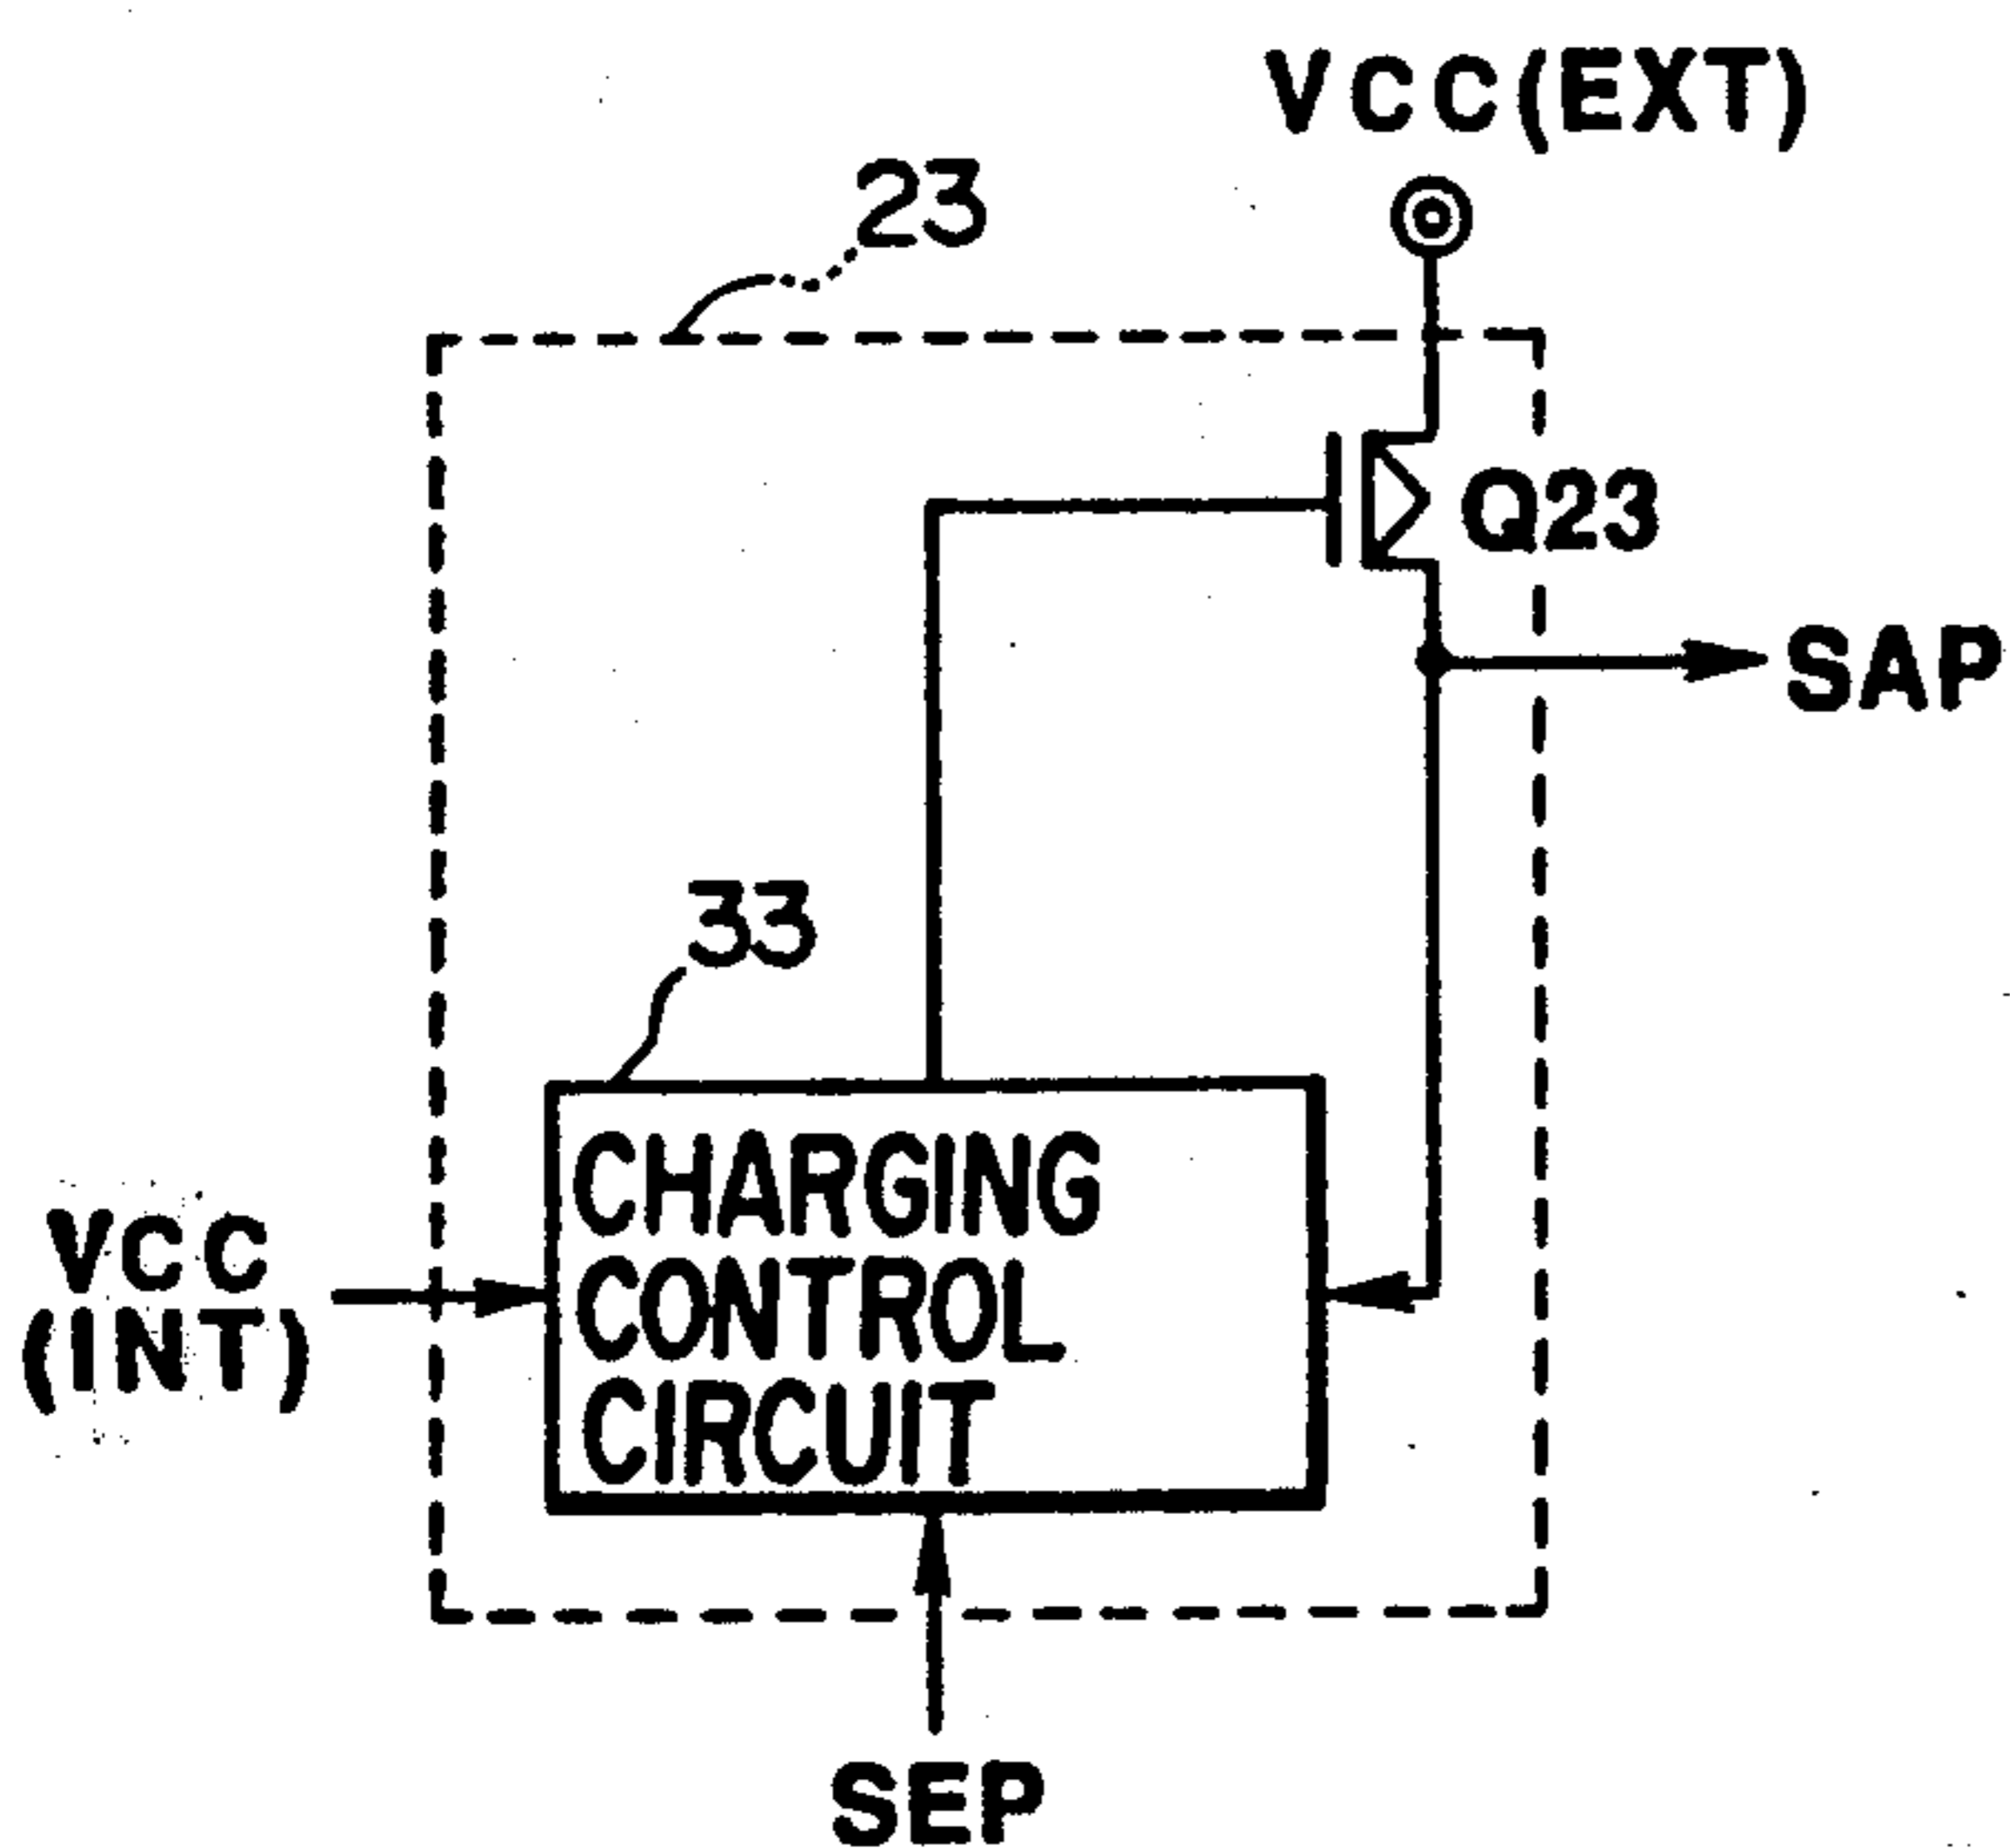 VCC(EXT)
23
Q23
SAP
33
CHARGING
CONTROL
CIRCUIT
VCC
(INT)
SEP